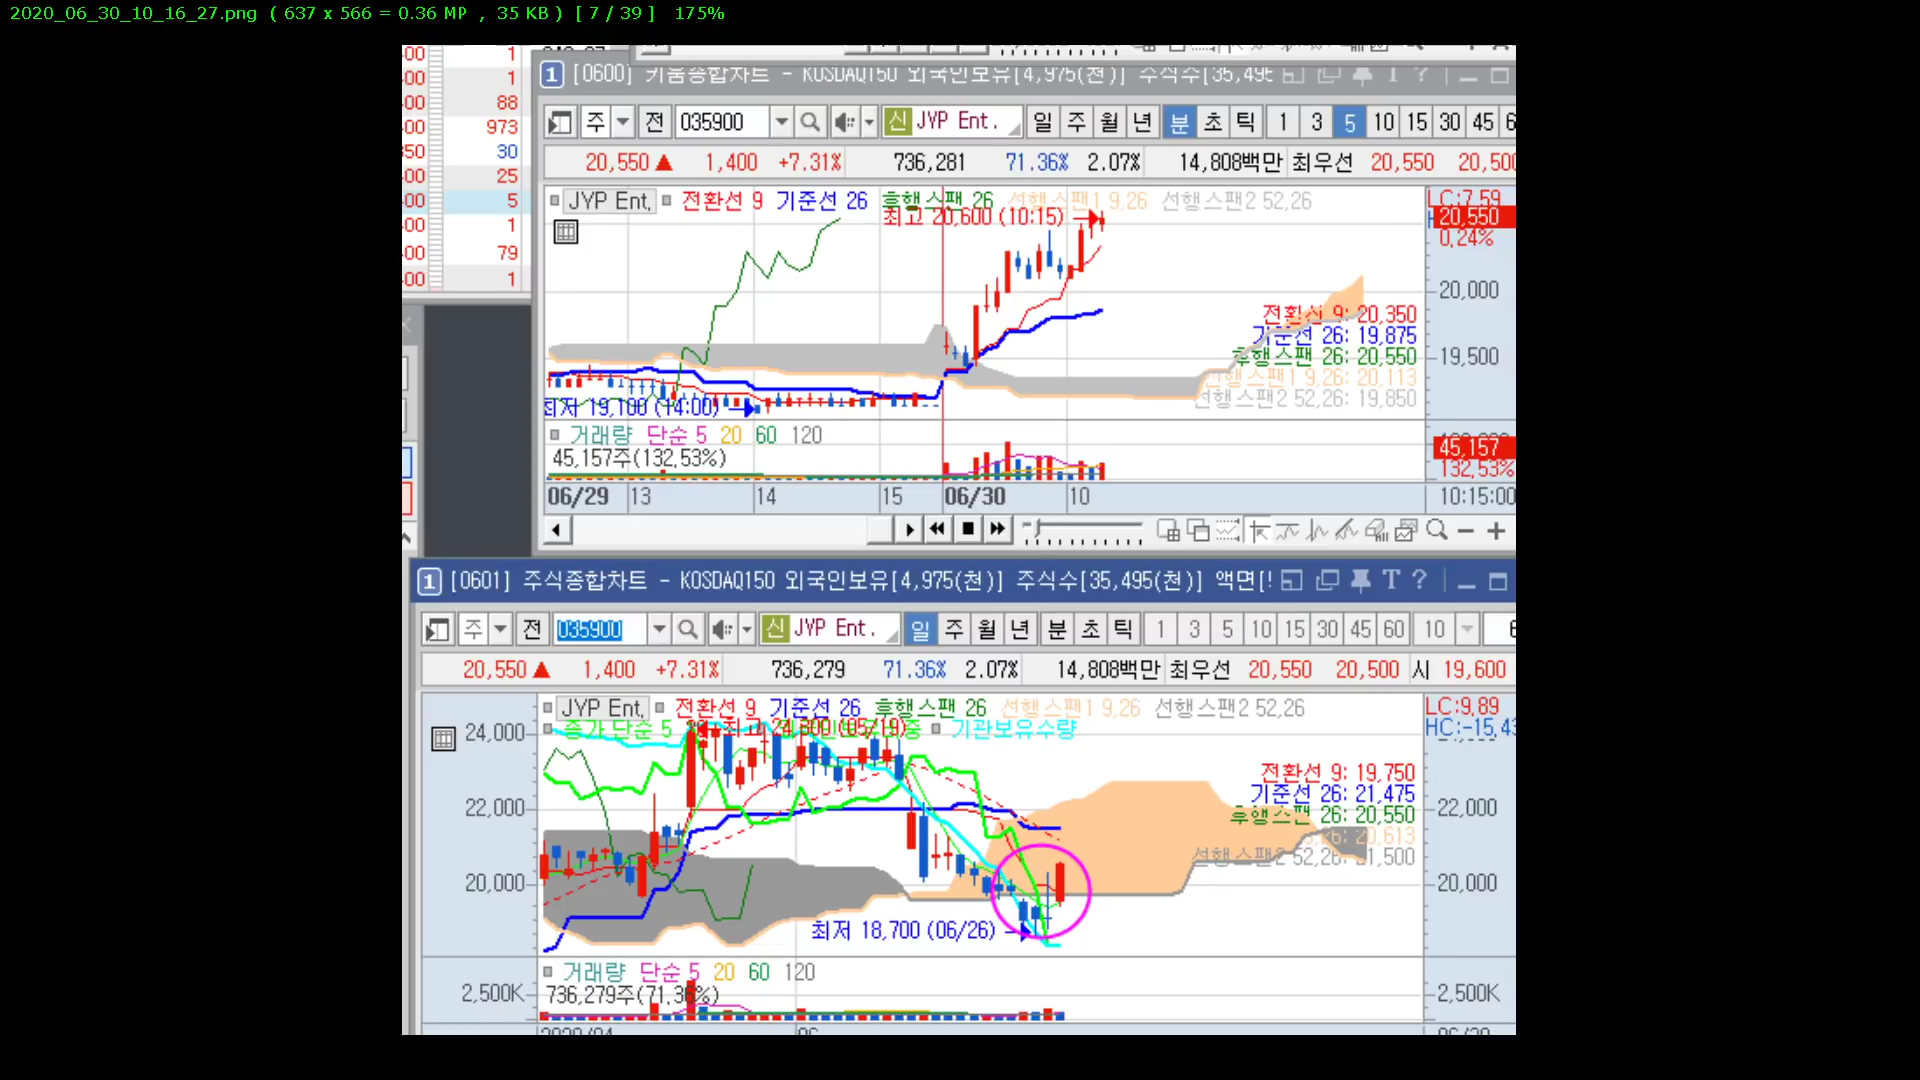 2020_06_30_10_16_27.png ( 637 x 566 = 0.36 MP , 35 KB ) [ 7 / 39 ] 175%
00 1
00 1
00 88
00 973
350 30
00 25
00 5
00 1
00 79
00 1
1 [0600] 키움종합차트 - KOSDAQ150 외국인보유[4,975(천)] 주식수[35,495
주 전 035900 신 JYP Ent. 일 주 월 년 분 초 틱 1 3 5 10 15 30 45 6
20,550▲ 1,400 +7.31% 736,281 71.36% 2.07% 14,808백만 최우선 20,550 20,500
JYP Ent. 전환선 9 기준선 26 후행스팬 26 선행스팬1 9,26 선행스팬2 52,26
LC:7.59
최고 20,600 (10:15)
20,550
0.24%
20,000
전환선 9: 20,350
기준선 26: 19,875
후행스팬 26: 20,550
19,500
선행스팬1 9,26: 20,113
선행스팬2 52,26: 19,850
최저 19,100 (14:00)
거래량 단순 5 20 60 120
45,157주(132.53%)
45,157
132.53%
06/29 13 14 15 06/30 10 10:15:00
1 [0601] 주식종합차트 - KOSDAQ150 외국인보유[4,975(천)] 주식수[35,495(천)] 액면[
주 전 035900 신 JYP Ent. 일 주 월 년 분 초 틱 1 3 5 10 15 30 45 60 10 6
20,550▲ 1,400 +7.31% 736,279 71.36% 2.07% 14,808백만 최우선 20,550 20,500 시 19,600
JYP Ent. 전환선 9 기준선 26 후행스팬 26 선행스팬1 9,26 선행스팬2 52,26
LC:9.89
종가 단순 5 기관보유수량
HC:-15.43
24,000
전환선 9: 19,750
기준선 26: 21,475
22,000 22,000
후행스팬 26: 20,550
26: 20,613
선행스팬2 52,26: 21,500
20,000 20,000
최저 18,700 (06/26)
거래량 단순 5 20 60 120
2,500K 736,279주(71.36%) 2,500K